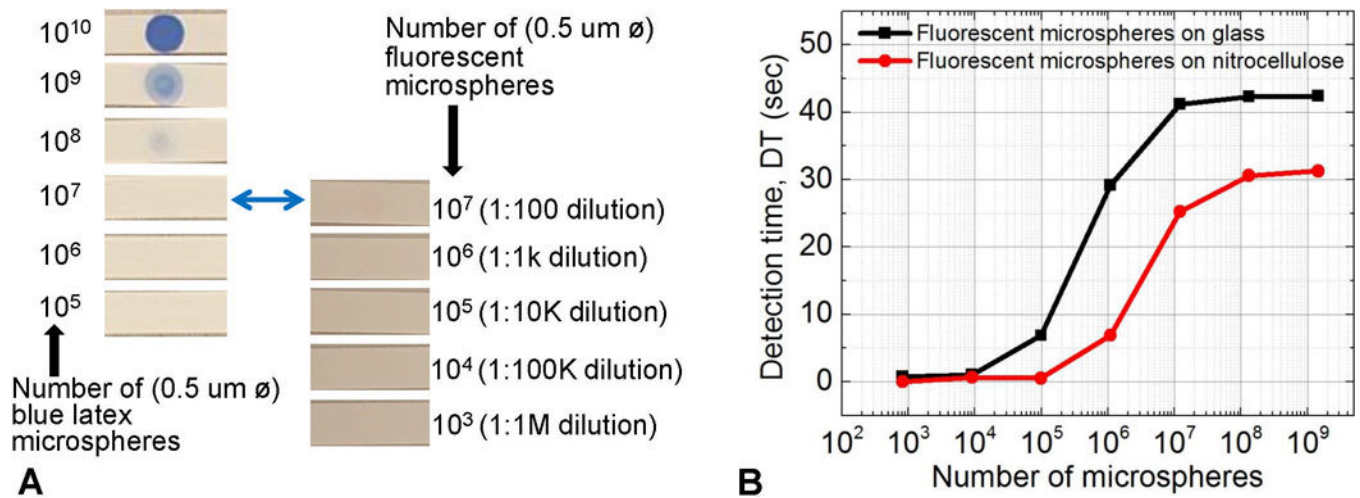 10¹⁰
10⁹
10⁸
10⁷
10⁶
10⁵
Number of (0.5 um ø)
blue latex
microspheres
A
Number of (0.5 um ø)
fluorescent
microspheres
10⁷ (1:100 dilution)
10⁶ (1:1k dilution)
10⁵ (1:10K dilution)
10⁴ (1:100K dilution)
10³ (1:1M dilution)
Fluorescent microspheres on glass
Fluorescent microspheres on nitrocellulose
Detection time, DT (sec)
50
40
30
20
10
0
10² 10³ 10⁴ 10⁵ 10⁶ 10⁷ 10⁸ 10⁹
Number of microspheres
B